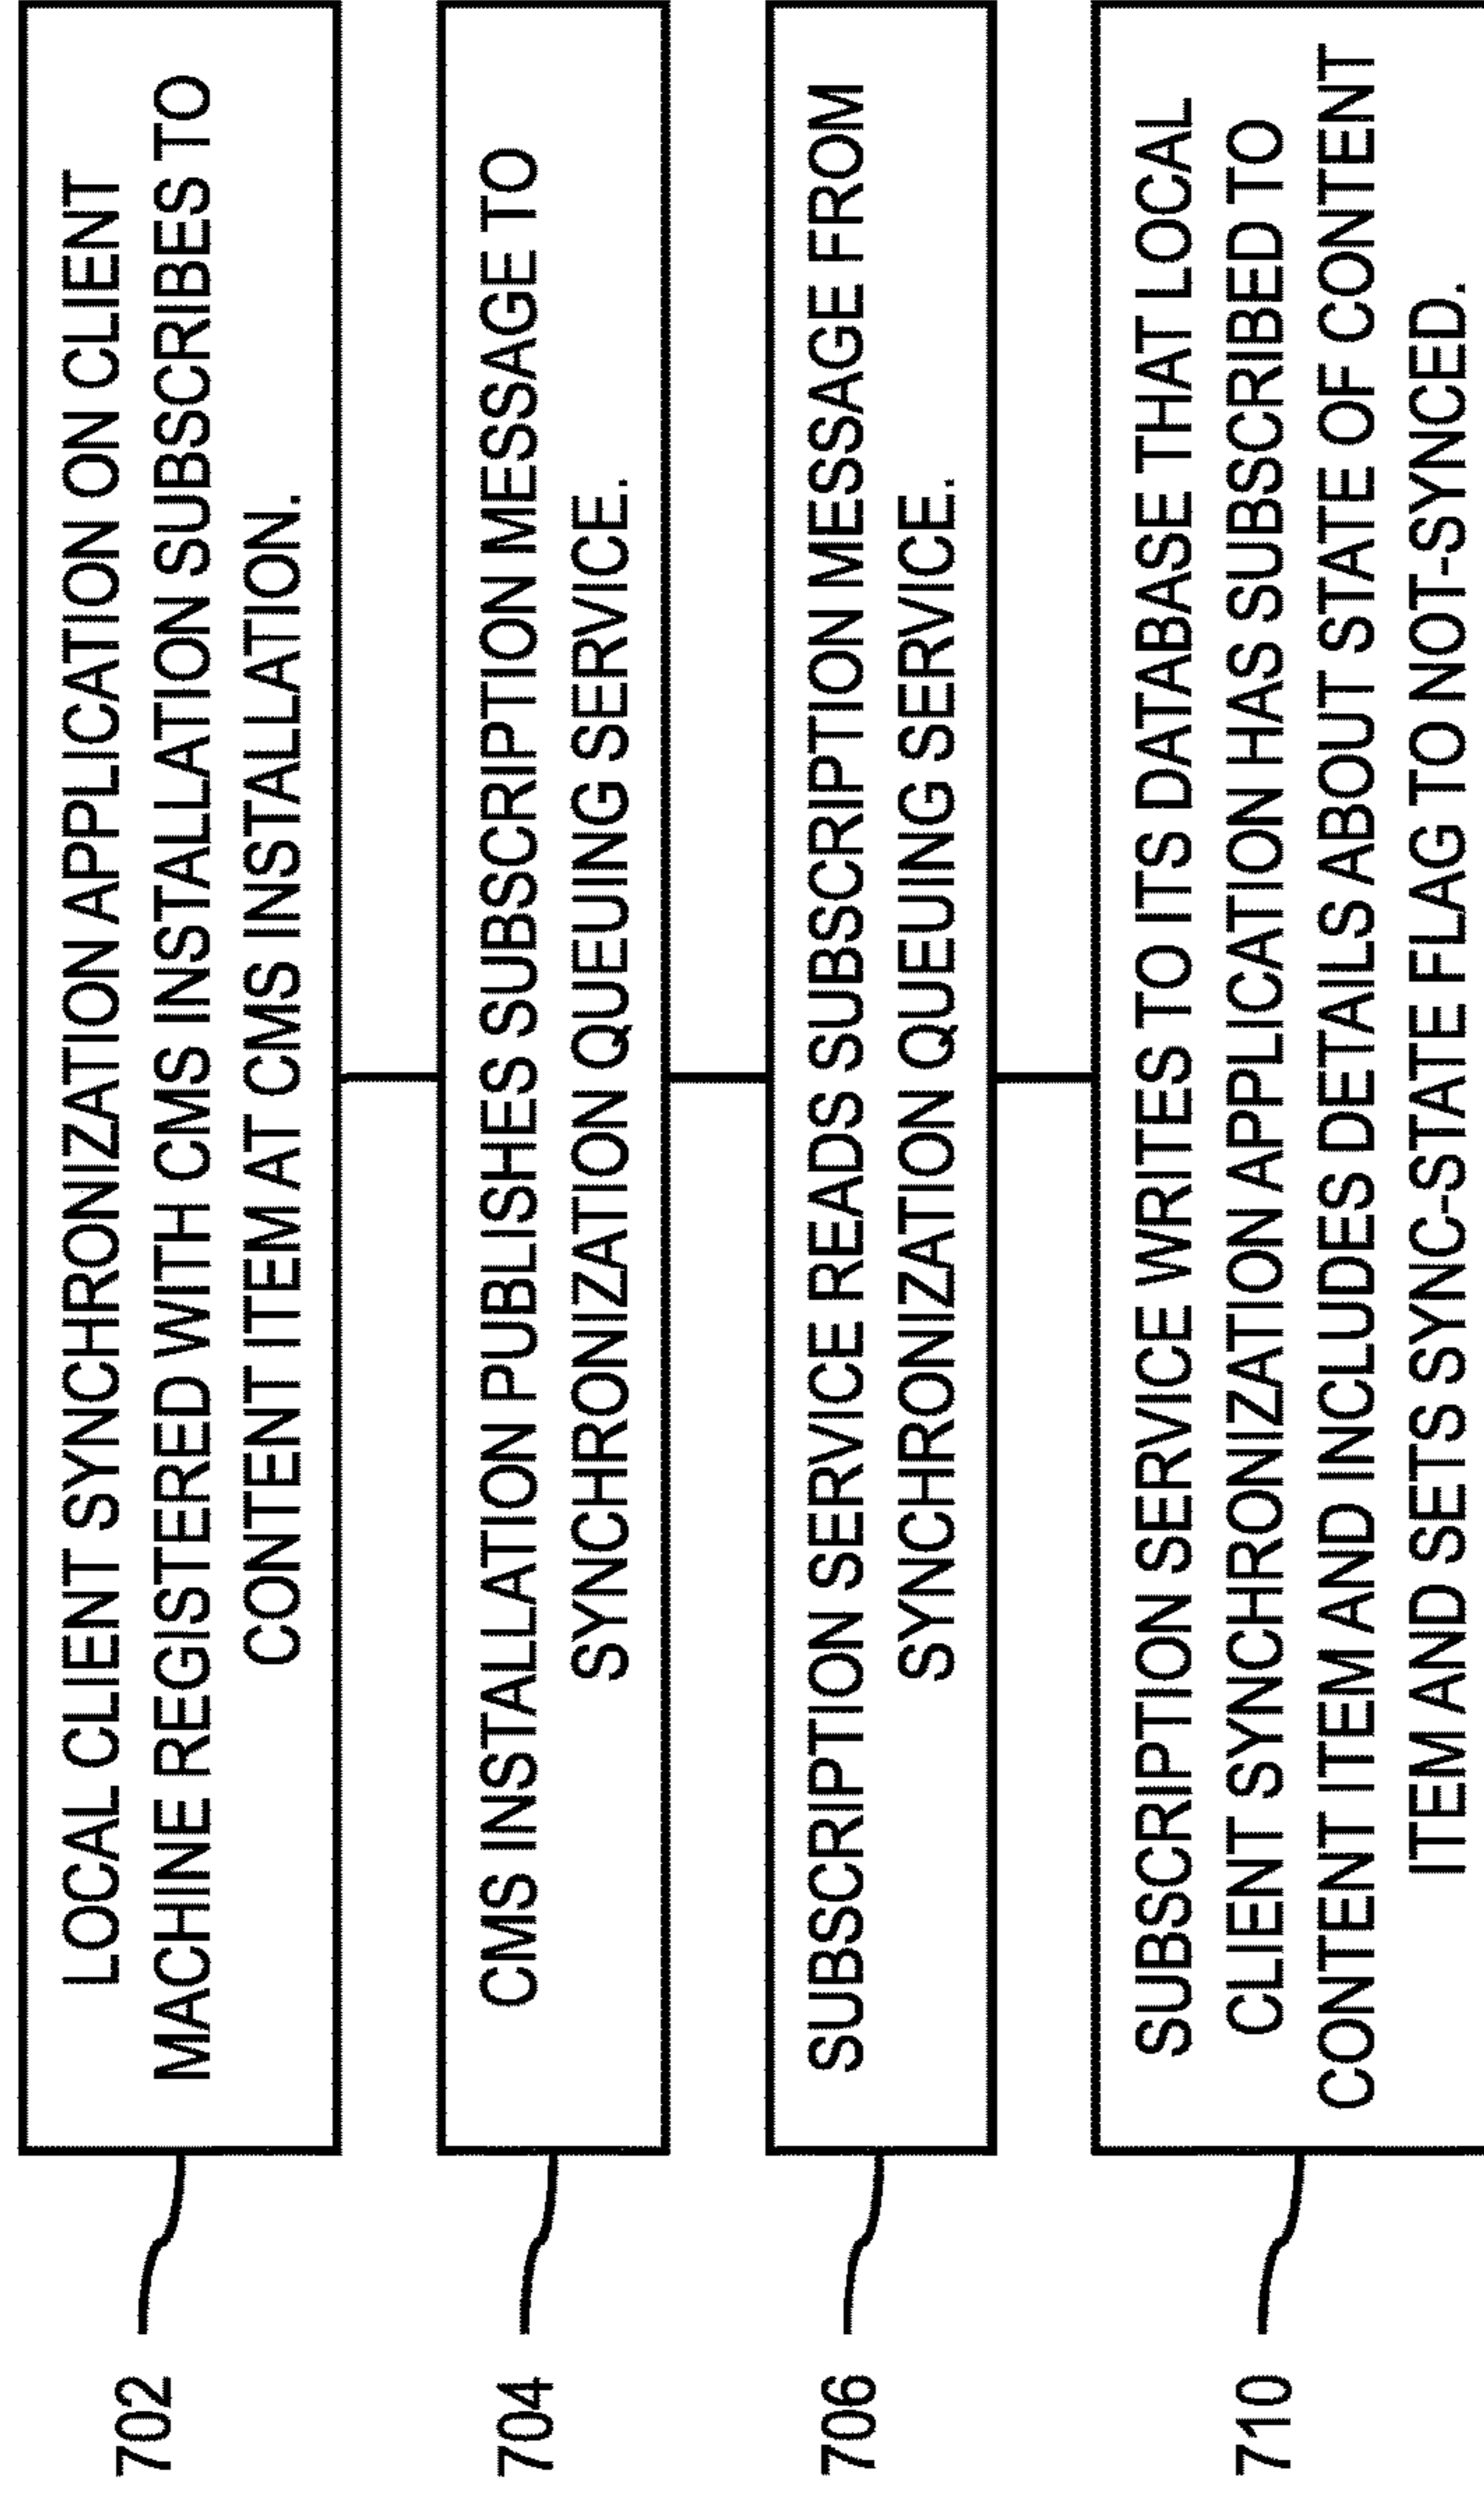 702
LOCAL CLIENT SYNCHRONIZATION APPLICATION ON CLIENT
MACHINE REGISTERED WITH CMS INSTALLATION SUBSCRIBES TO
CONTENT ITEM AT CMS INSTALLATION.
704
CMS INSTALLATION PUBLISHES SUBSCRIPTION MESSAGE TO
SYNCHRONIZATION QUEUING SERVICE.
706
SUBSCRIPTION SERVICE READS SUBSCRIPTION MESSAGE FROM
SYNCHRONIZATION QUEUING SERVICE.
710
SUBSCRIPTION SERVICE WRITES TO ITS DATABASE THAT LOCAL
CLIENT SYNCHRONIZATION APPLICATION HAS SUBSCRIBED TO
CONTENT ITEM AND INCLUDES DETAILS ABOUT STATE OF CONTENT
ITEM AND SETS SYNC-STATE FLAG TO NOT-SYNCED.